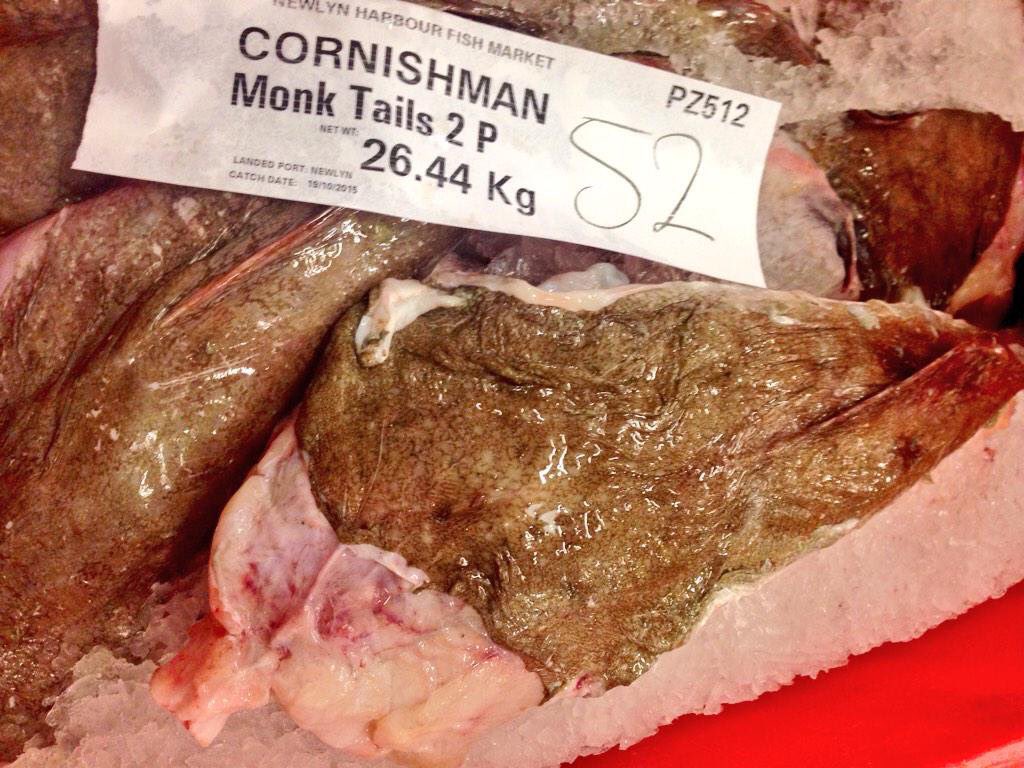 NEWLYN HARBOUR FISH MARKET
CORNISHMAN
PZ512
Monk Tails 2 P
NET WT:
26.44 Kg
52
LANDED PORT: NEWLYN
CATCH DATE: 19/10/2015